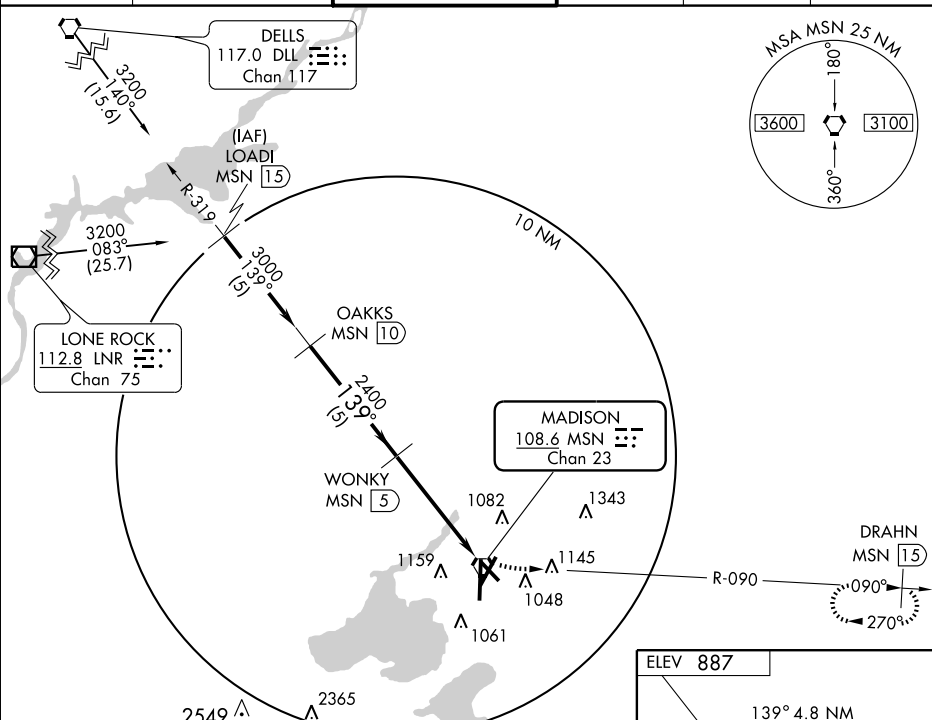 DELLS
117.0 DLL
Chan 117
3200
140°
(15.6)
MSA MSN 25 NM
180°
3600
3100
360°
(IAF)
LOADI
MSN 15
R-319
10 NM
3200
083°
(25.7)
3000
139°
(5)
OAKKS
MSN 10
LONE ROCK
112.8 LNR
Chan 75
2400
139°
(5)
MADISON
108.6 MSN
Chan 23
WONKY
MSN 5
1082
1343
1159
1145
1048
1061
DRAHN
MSN 15
R-090
090°
270°
ELEV 887
139° 4.8 NM
2549
2365